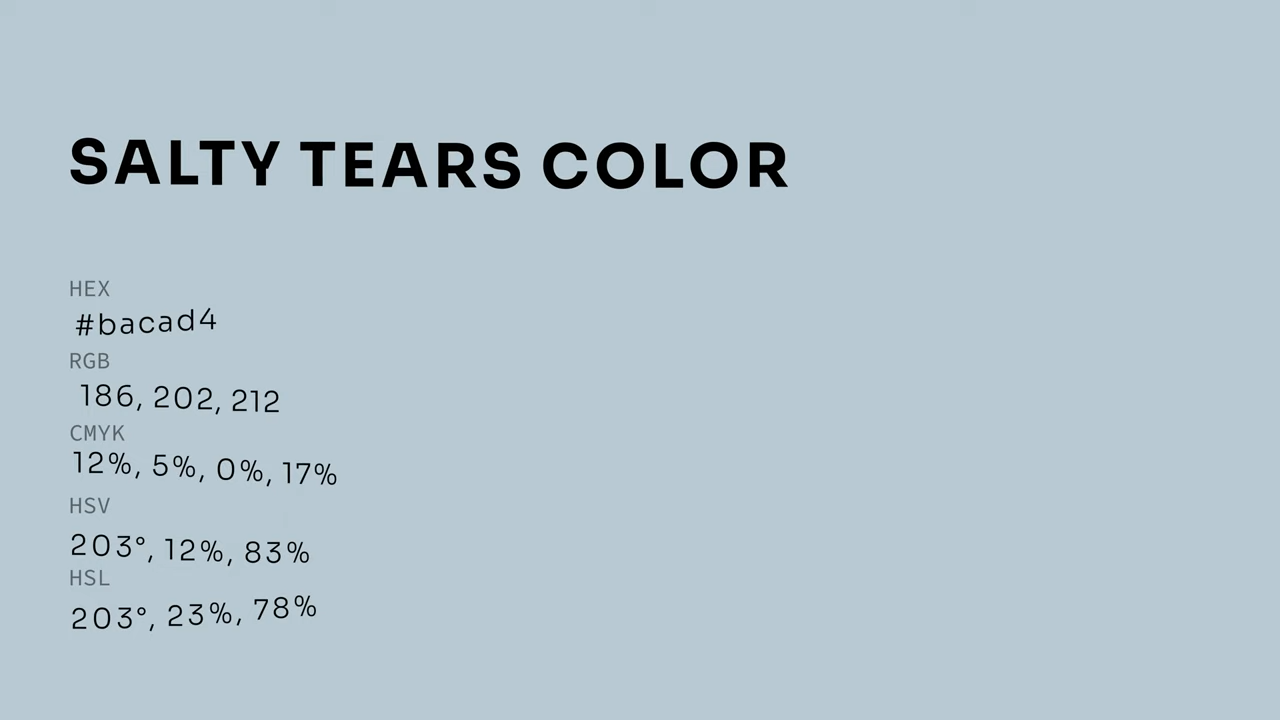 SALTY TEARS COLOR
HEX
#bacad4
RGB
186, 202, 212
CMYK
12%, 5%, 0%, 17%
HSV
203°, 12%, 83%
HSL
203°, 23%, 78%